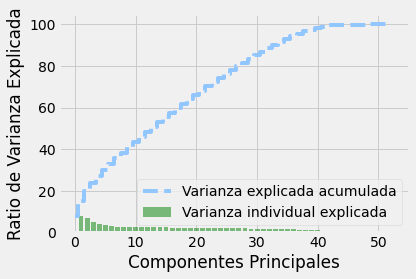 Ratio de Varianza Explicada
100
80
60
40
20
0
Varianza explicada acumulada
Varianza individual explicada
0 10 20 30 40 50
Componentes Principales